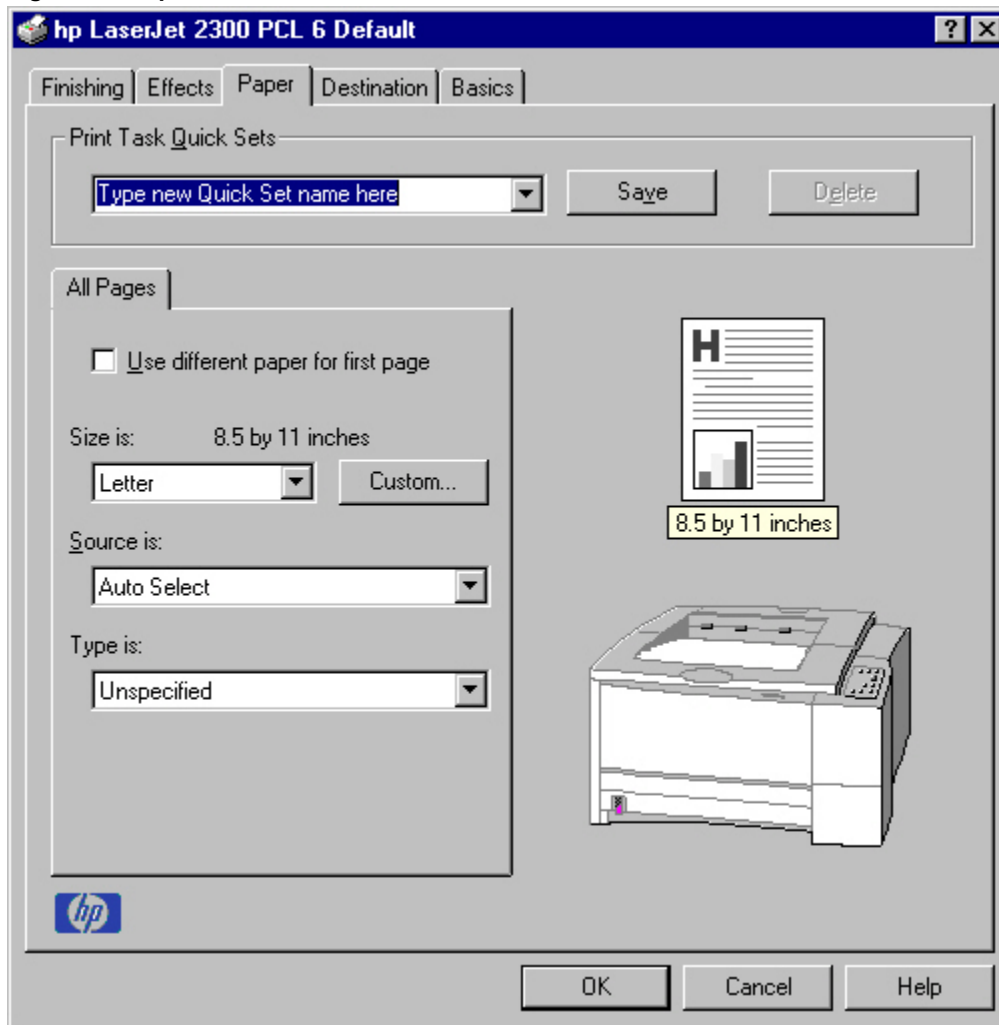 hp LaserJet 2300 PCL 6 Default
Finishing Effects Paper Destination Basics
Print Task Quick Sets
Type new Quick Set name here Save Delete
All Pages
Use different paper for first page
Size is: 8.5 by 11 inches
Letter Custom...
Source is:
Auto Select
Type is:
Unspecified
H
8.5 by 11 inches
hp
OK Cancel Help